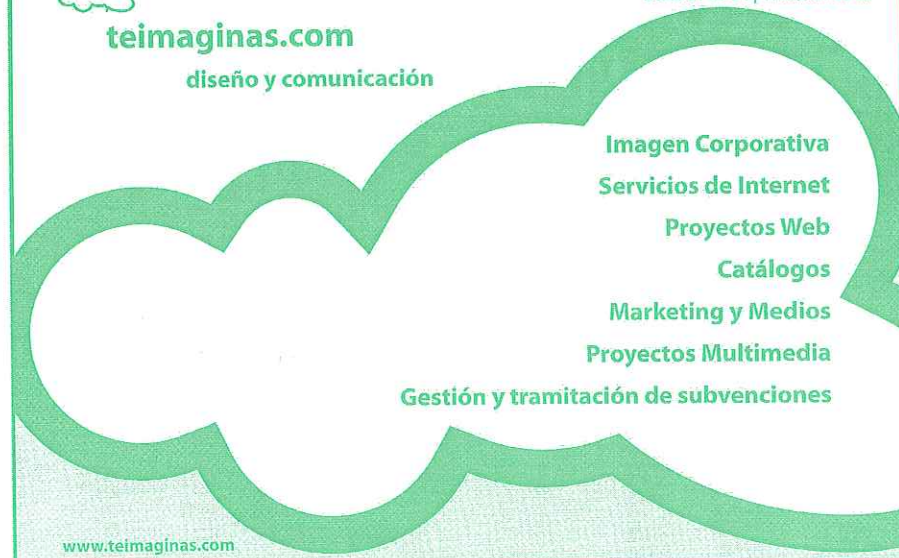 teimaginas.com
diseño y comunicación
Imagen Corporativa
Servicios de Internet
Proyectos Web
Catálogos
Marketing y Medios
Proyectos Multimedia
Gestión y tramitación de subvenciones
www.teimaginas.com